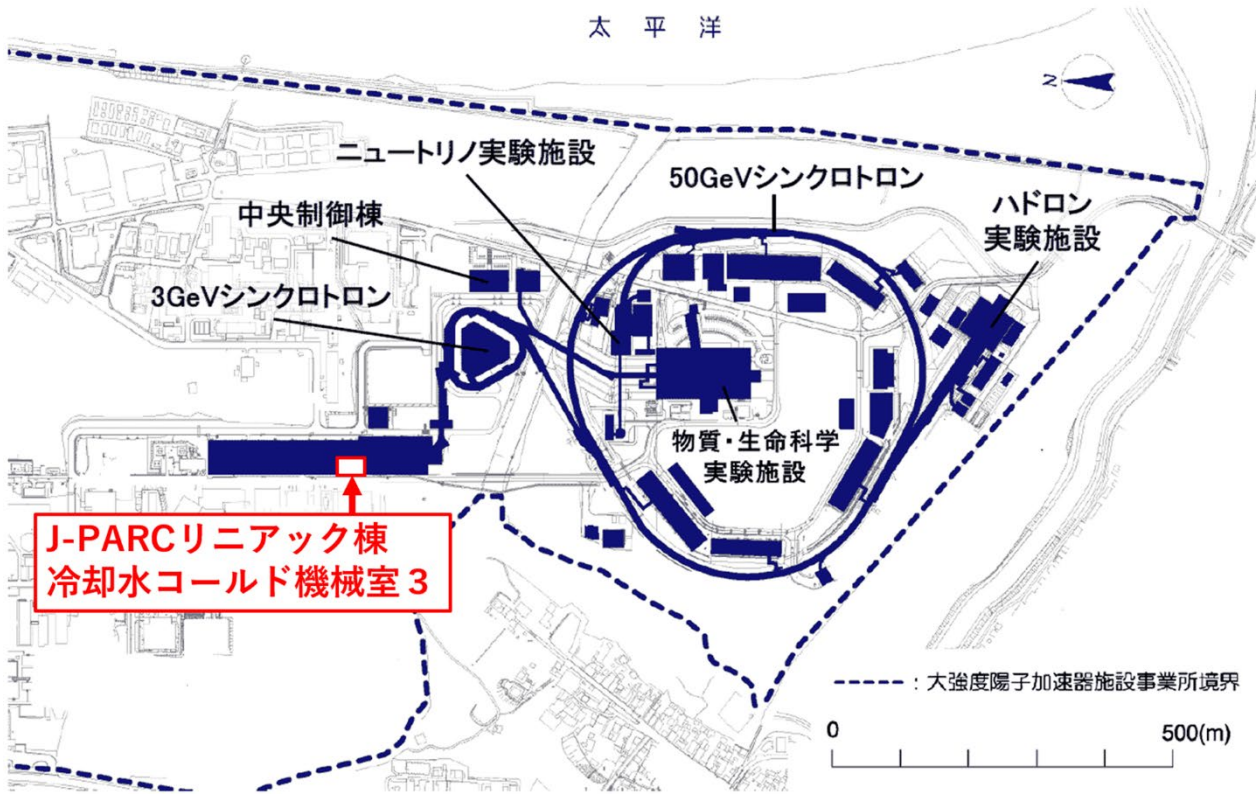 太平洋
N
ニュートリノ実験施設
50GeVシンクロトロン
ハドロン
実験施設
中央制御棟
3GeVシンクロトロン
物質・生命科学
実験施設
J-PARCリニアック棟
冷却水コールド機械室3
：大強度陽子加速器施設事業所境界
0
500(m)